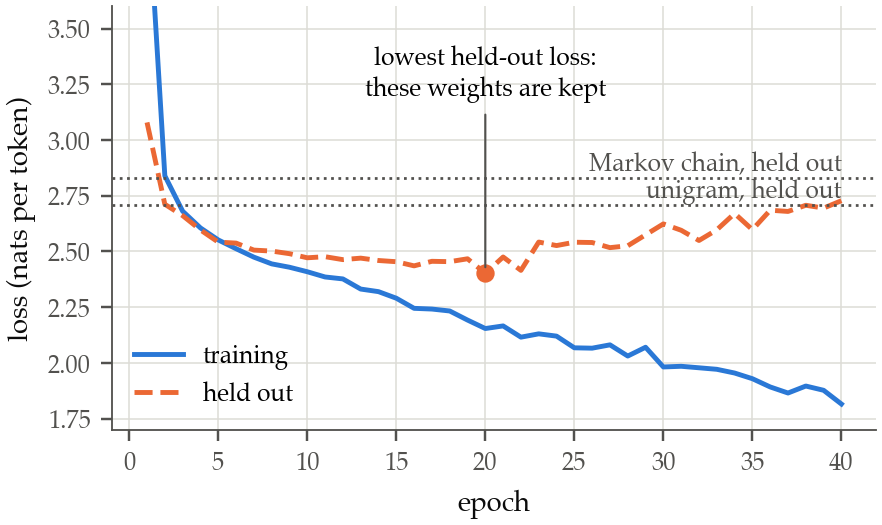 3.50
3.25
3.00
2.75
2.50
2.25
2.00
1.75
loss (nats per token)
lowest held-out loss:
these weights are kept
Markov chain, held out
unigram, held out
training
held out
0 5 10 15 20 25 30 35 40
epoch